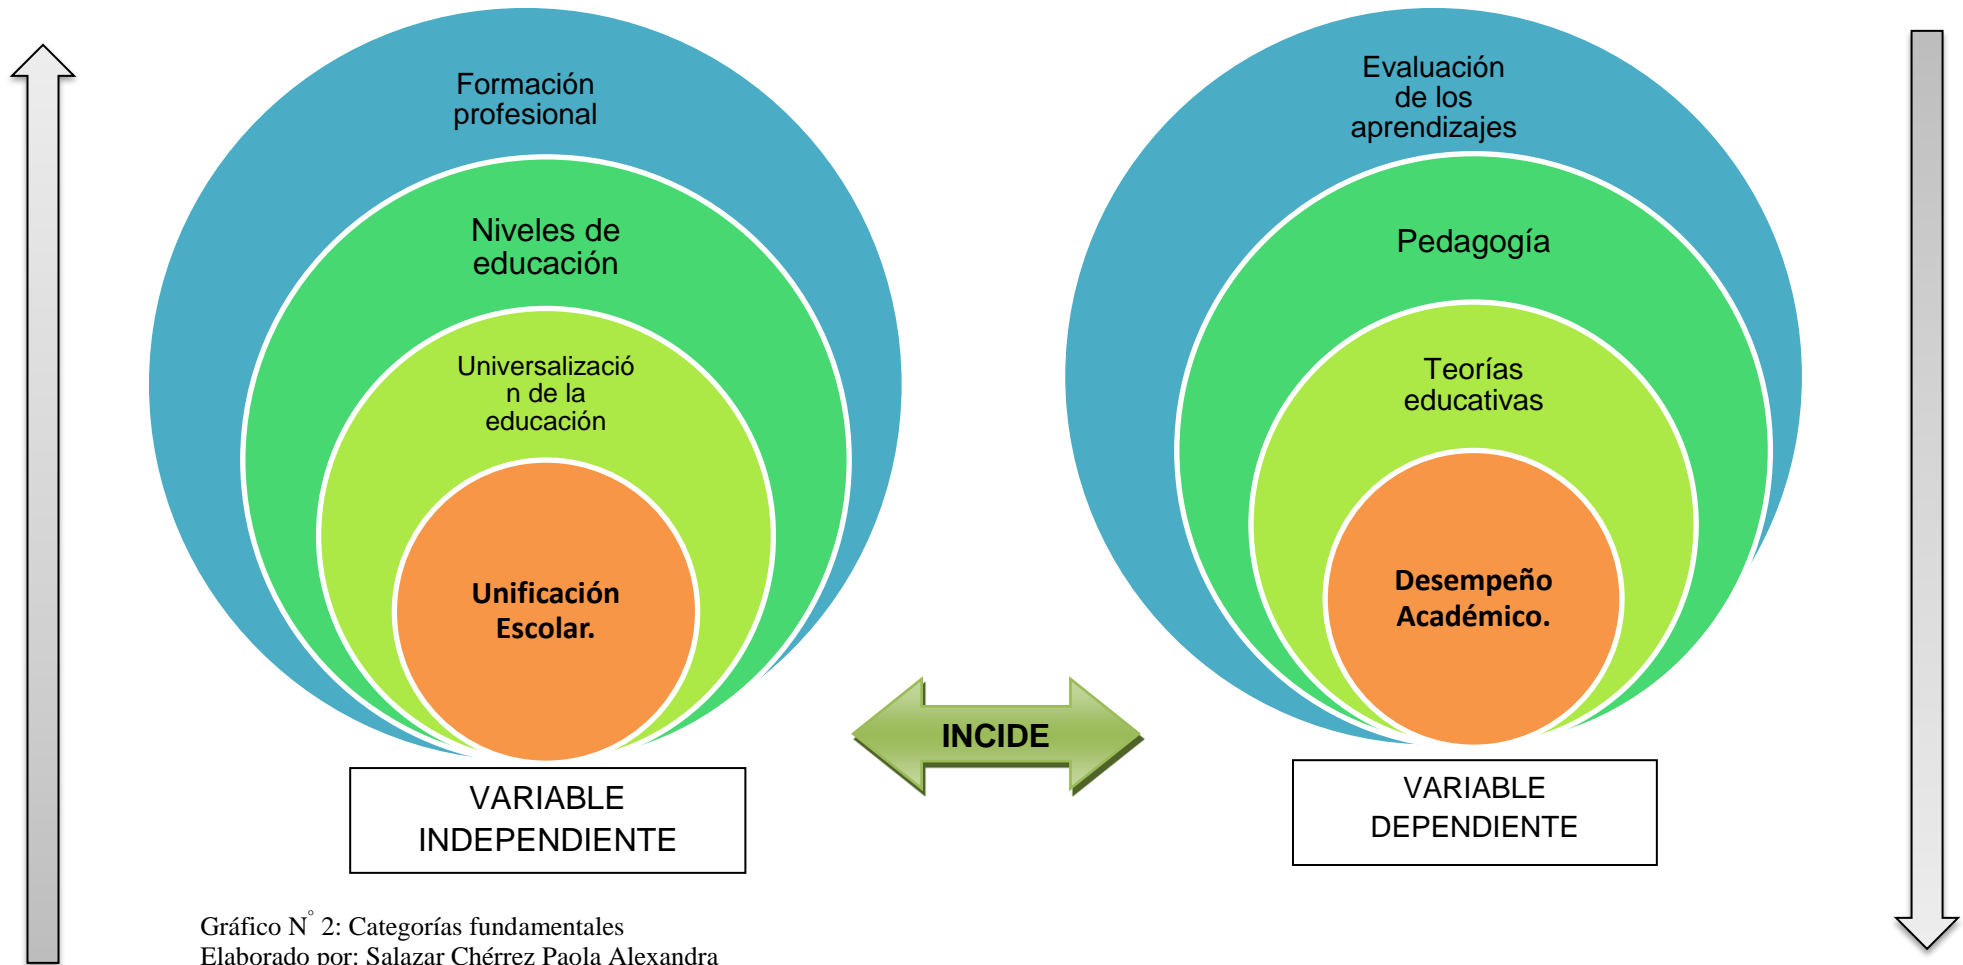 Formación
profesional
Niveles de
educación
Universalizació
n de la
educación
Unificación
Escolar.
VARIABLE
INDEPENDIENTE
INCIDE
Evaluación
de los
aprendizajes
Pedagogía
Teorías
educativas
Desempeño
Académico.
VARIABLE
DEPENDIENTE
Gráfico N° 2: Categorías fundamentales
Elaborado por: Salazar Chérrez Paola Alexandra